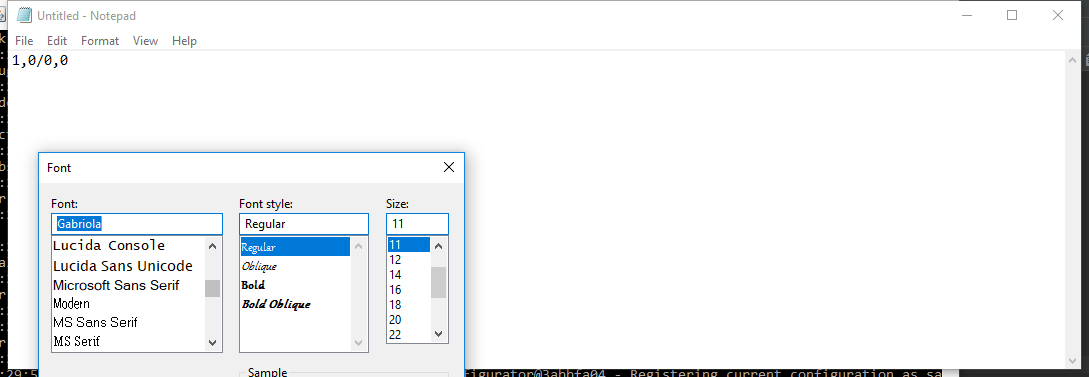 Untitled - Notepad
File Edit Format View Help
1,0/0,0
Font
Font: Font style: Size:
Gabriola Regular 11
Lucida Console Regular 11
Lucida Sans Unicode Oblique 12
Microsoft Sans Serif Bold 14
Modern Bold Oblique 16
MS Sans Serif 18
MS Serif 20
22
Sample
:29:5 figurator@3abbfa04 - Registering current configuration as sa